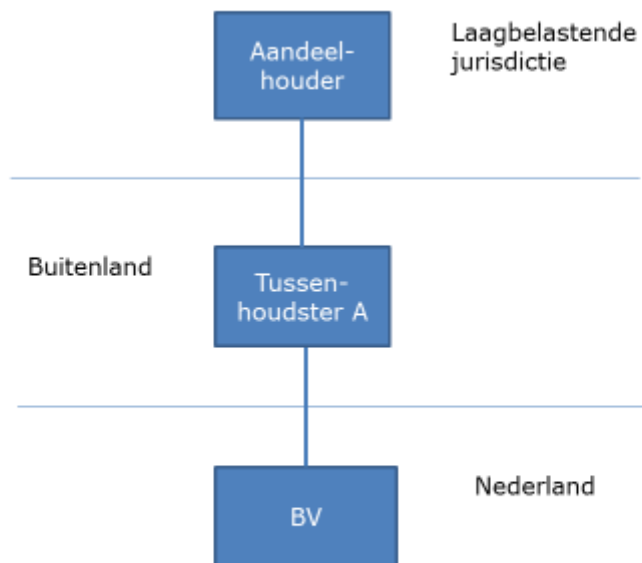 Aandeel-
houder
Laagbelastende
jurisdictie
Buitenland
Tussen-
houdster A
BV
Nederland